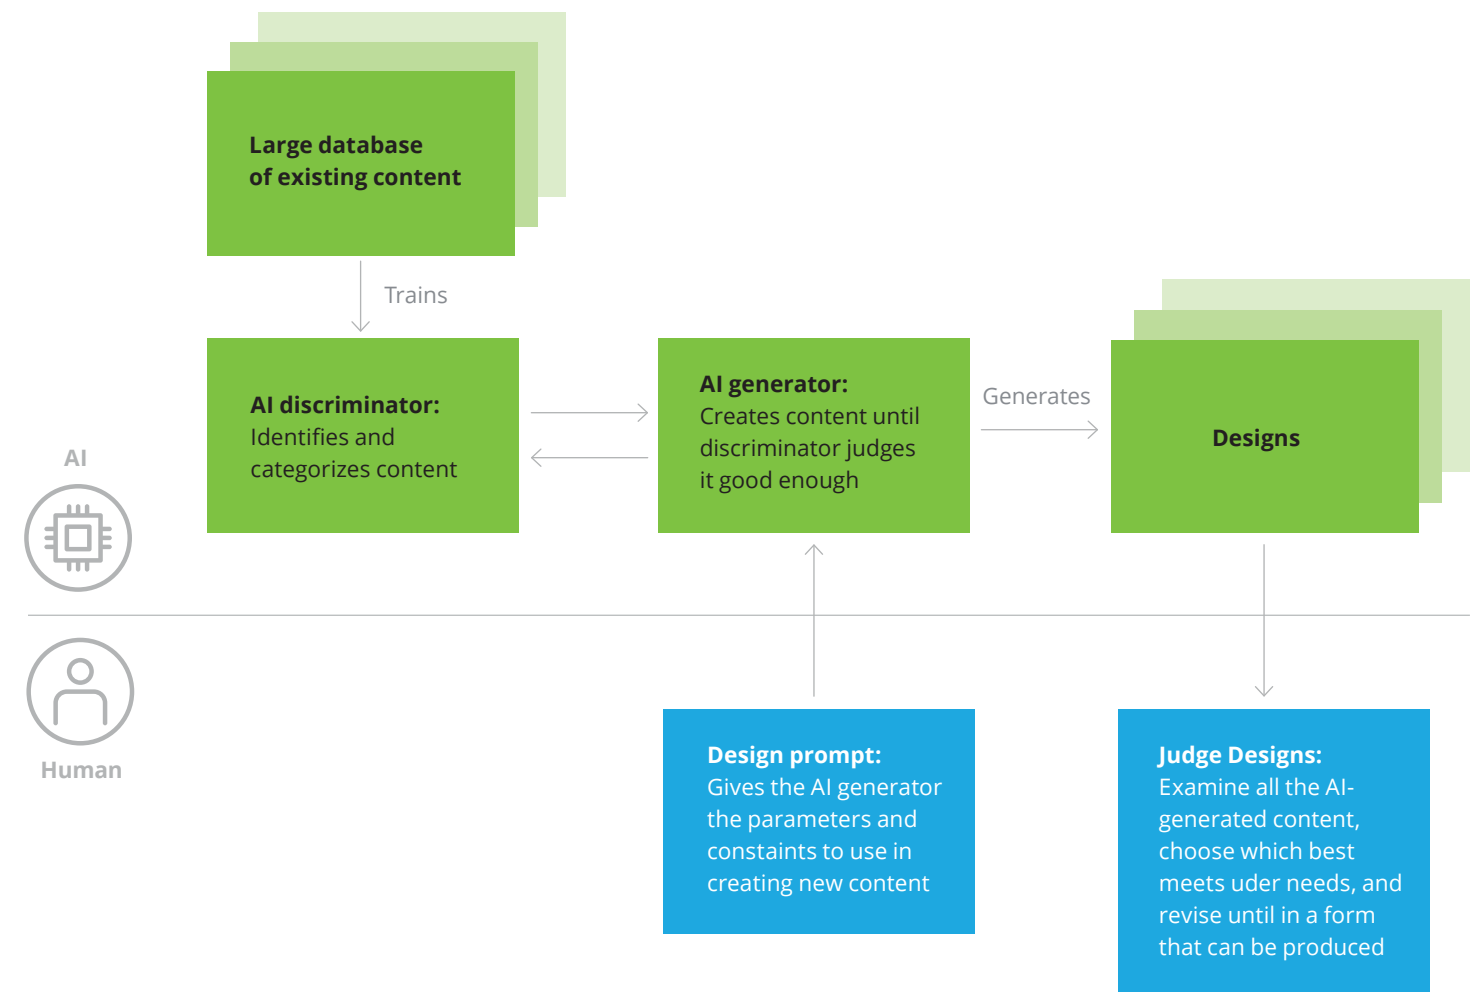 Large database
of existing content
Trains
AI discriminator:
Identifies and
categorizes content
AI generator:
Creates content until
discriminator judges
it good enough
Generates
Designs
AI
Human
Design prompt:
Gives the AI generator
the parameters and
constaints to use in
creating new content
Judge Designs:
Examine all the AI-
generated content,
choose which best
meets uder needs, and
revise until in a form
that can be produced